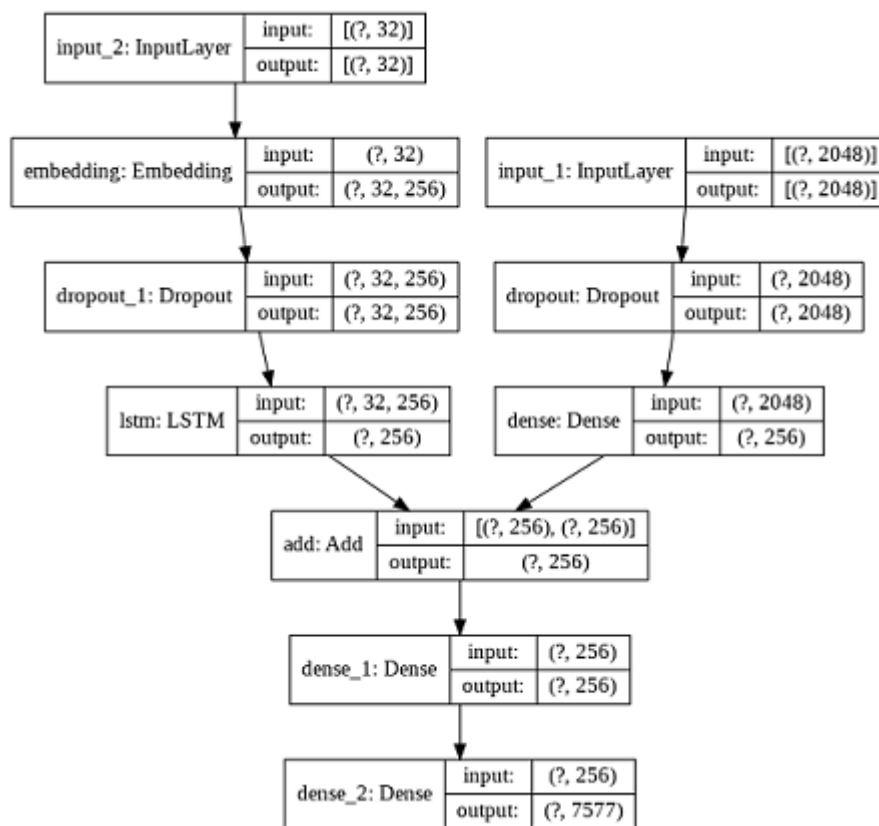 input_2: InputLayer
input: [(?, 32)]
output: [(?, 32)]
embedding: Embedding
input: (?, 32)
output: (?, 32, 256)
input_1: InputLayer
input: [(?, 2048)]
output: [(?, 2048)]
dropout_1: Dropout
input: (?, 32, 256)
output: (?, 32, 256)
dropout: Dropout
input: (?, 2048)
output: (?, 2048)
lstm: LSTM
input: (?, 32, 256)
output: (?, 256)
dense: Dense
input: (?, 2048)
output: (?, 256)
add: Add
input: [(?, 256), (?, 256)]
output: (?, 256)
dense_1: Dense
input: (?, 256)
output: (?, 256)
dense_2: Dense
input: (?, 256)
output: (?, 7577)